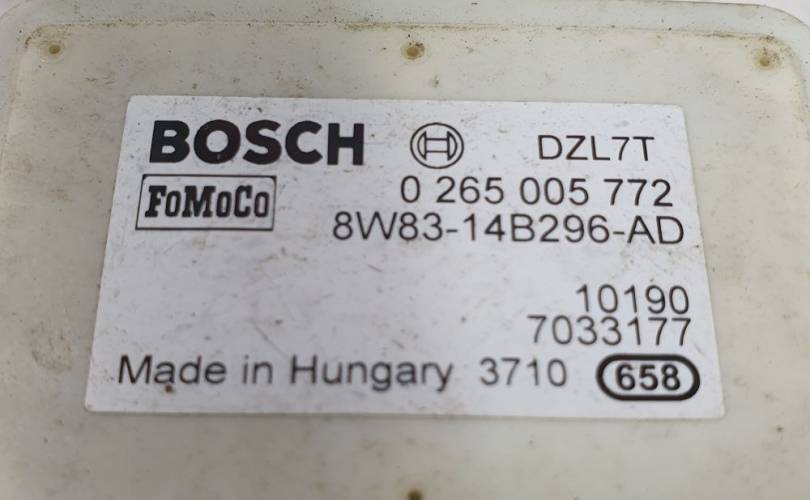 BOSCH DZL7T
FoMoCo 0 265 005 772
8W83-14B296-AD
10190
7033177
Made in Hungary 3710 658